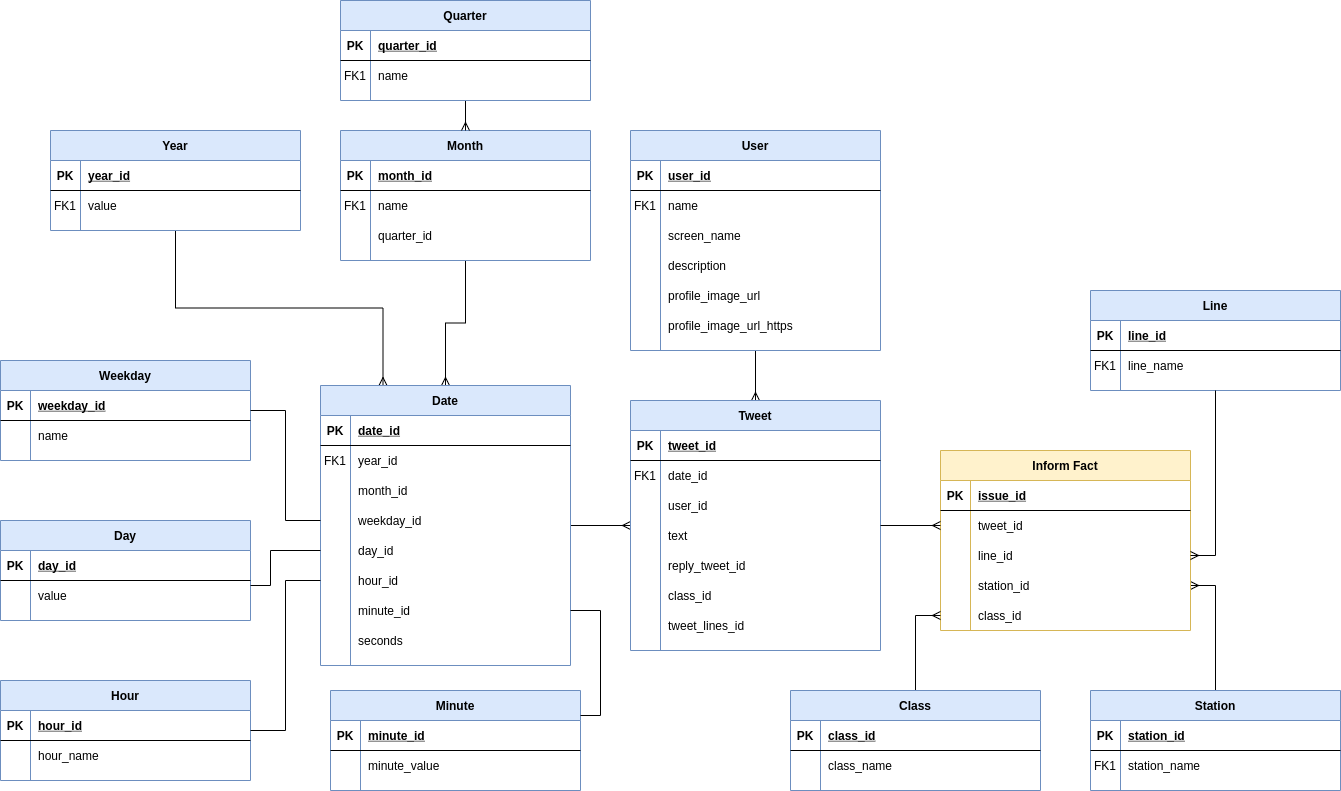 Quarter
PK quarter_id
FK1 name
Year
PK year_id
FK1 value
Month
PK month_id
FK1 name
quarter_id
User
PK user_id
FK1 name
screen_name
description
profile_image_url
profile_image_url_https
Line
PK line_id
FK1 line_name
Weekday
PK weekday_id
name
Date
PK date_id
FK1 year_id
month_id
weekday_id
day_id
hour_id
minute_id
seconds
Tweet
PK tweet_id
FK1 date_id
user_id
text
reply_tweet_id
class_id
tweet_lines_id
Inform Fact
PK issue_id
tweet_id
line_id
station_id
class_id
Day
PK day_id
value
Hour
PK hour_id
hour_name
Minute
PK minute_id
minute_value
Class
PK class_id
class_name
Station
PK station_id
FK1 station_name